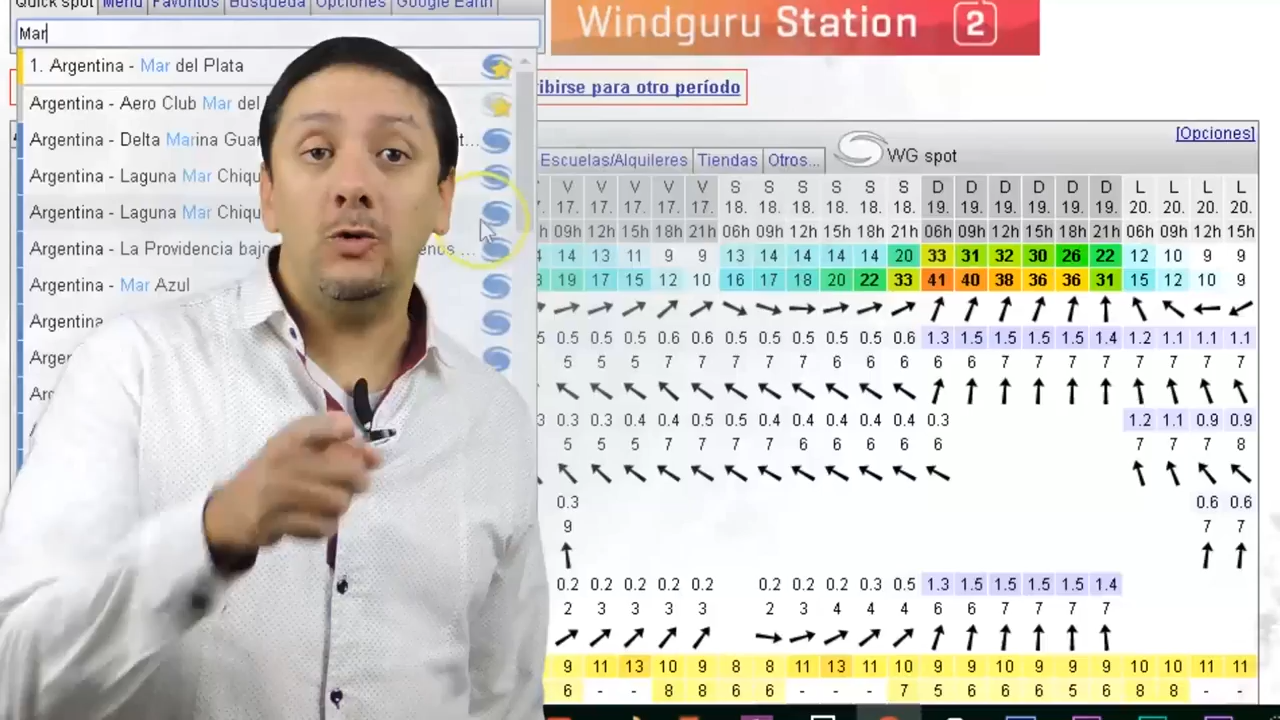 Quick spot Menú Favoritos Búsqueda Opciones Google Earth
Mar
Windguru Station 2
1. Argentina - Mar del Plata
Argentina - Aero Club Mar del
Argentina - Delta Marina Guar
Argentina - Laguna Mar Chiqu
Argentina - Laguna Mar Chiqu
Argentina - La Providencia baj enos ...
Argentina - Mar Azul
Argentina
Arge
Arg
ibirse para otro período
[Opciones]
Escuelas/Alquileres Tiendas Otros... WG spot
V V V V V S S S S S S D D D D D D L L L L
17. 17. 17. 17. 17. 18. 18. 18. 18. 18. 18. 19. 19. 19. 19. 19. 19. 20. 20. 20. 20.
09h 12h 15h 18h 21h 06h 09h 12h 15h 18h 21h 06h 09h 12h 15h 18h 21h 06h 09h 12h 15h
14 13 11 9 9 13 14 14 14 14 20 33 31 32 30 26 22 12 10 9 9
19 17 15 12 10 16 17 18 20 22 33 41 40 38 36 36 31 15 12 10 9
0.5 0.5 0.5 0.6 0.6 0.5 0.5 0.5 0.5 0.5 0.6 1.3 1.5 1.5 1.5 1.5 1.4 1.2 1.1 1.1 1.1
5 5 5 7 7 7 7 7 6 6 6 6 6 7 7 7 7 7 7 7 7
0.3 0.3 0.3 0.4 0.5 0.5 0.4 0.4 0.4 0.4 0.4 0.3 1.2 1.1 0.9 0.9
5 5 5 7 7 7 7 6 6 6 6 6 7 7 7 8
0.3 0.6 0.6
9 7 7
0.2 0.2 0.2 0.2 0.2 0.2 0.2 0.2 0.3 0.5 1.3 1.5 1.5 1.5 1.5 1.4
2 3 3 3 3 2 3 4 4 4 6 6 7 7 7 7
9 11 13 10 9 8 8 11 13 11 10 9 9 10 9 9 9 10 10 11 11
6 - - 8 8 6 6 - - - 7 5 6 6 6 5 6 8 8 - -